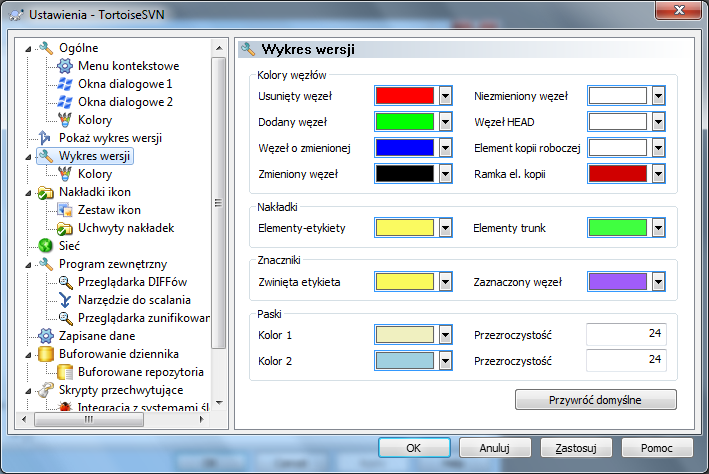 Ustawienia - TortoiseSVN
Ogólne
Menu kontekstowe
Okna dialogowe 1
Okna dialogowe 2
Kolory
Pokaż wykres wersji
Wykres wersji
Kolory
Nakładki ikon
Zestaw ikon
Uchwyty nakładek
Sieć
Program zewnętrzny
Przeglądarka DIFFów
Narzędzie do scalania
Przeglądarka zunifikowan
Zapisane dane
Buforowanie dziennika
Buforowane repozytoria
Skrypty przechwytujące
Integracja z systemami śl
Wykres wersji
Kolory węzłów
Usunięty węzeł
Niezmieniony węzeł
Dodany węzeł
Węzeł HEAD
Węzeł o zmienionej
Element kopii roboczej
Zmieniony węzeł
Ramka el. kopii
Nakładki
Elementy-etykiety
Elementy trunk
Znaczniki
Zwinięta etykieta
Zaznaczony węzeł
Paski
Kolor 1
Przezroczystość
24
Kolor 2
Przezroczystość
24
Przywróć domyślne
OK
Anuluj
Zastosuj
Pomoc